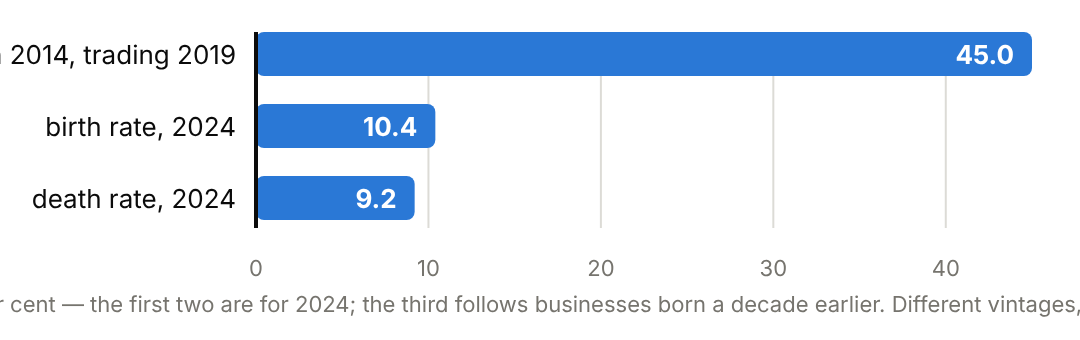 2014, trading 2019
45.0
birth rate, 2024
10.4
death rate, 2024
9.2
0 10 20 30 40
cent — the first two are for 2024; the third follows businesses born a decade earlier. Different vintages,